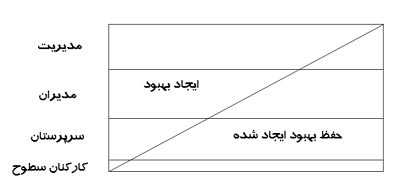 مدیریت
ایجاد بهبود
مدیران
حفظ بهبود ایجاد شده
سرپرستان
کارکنان سطوح